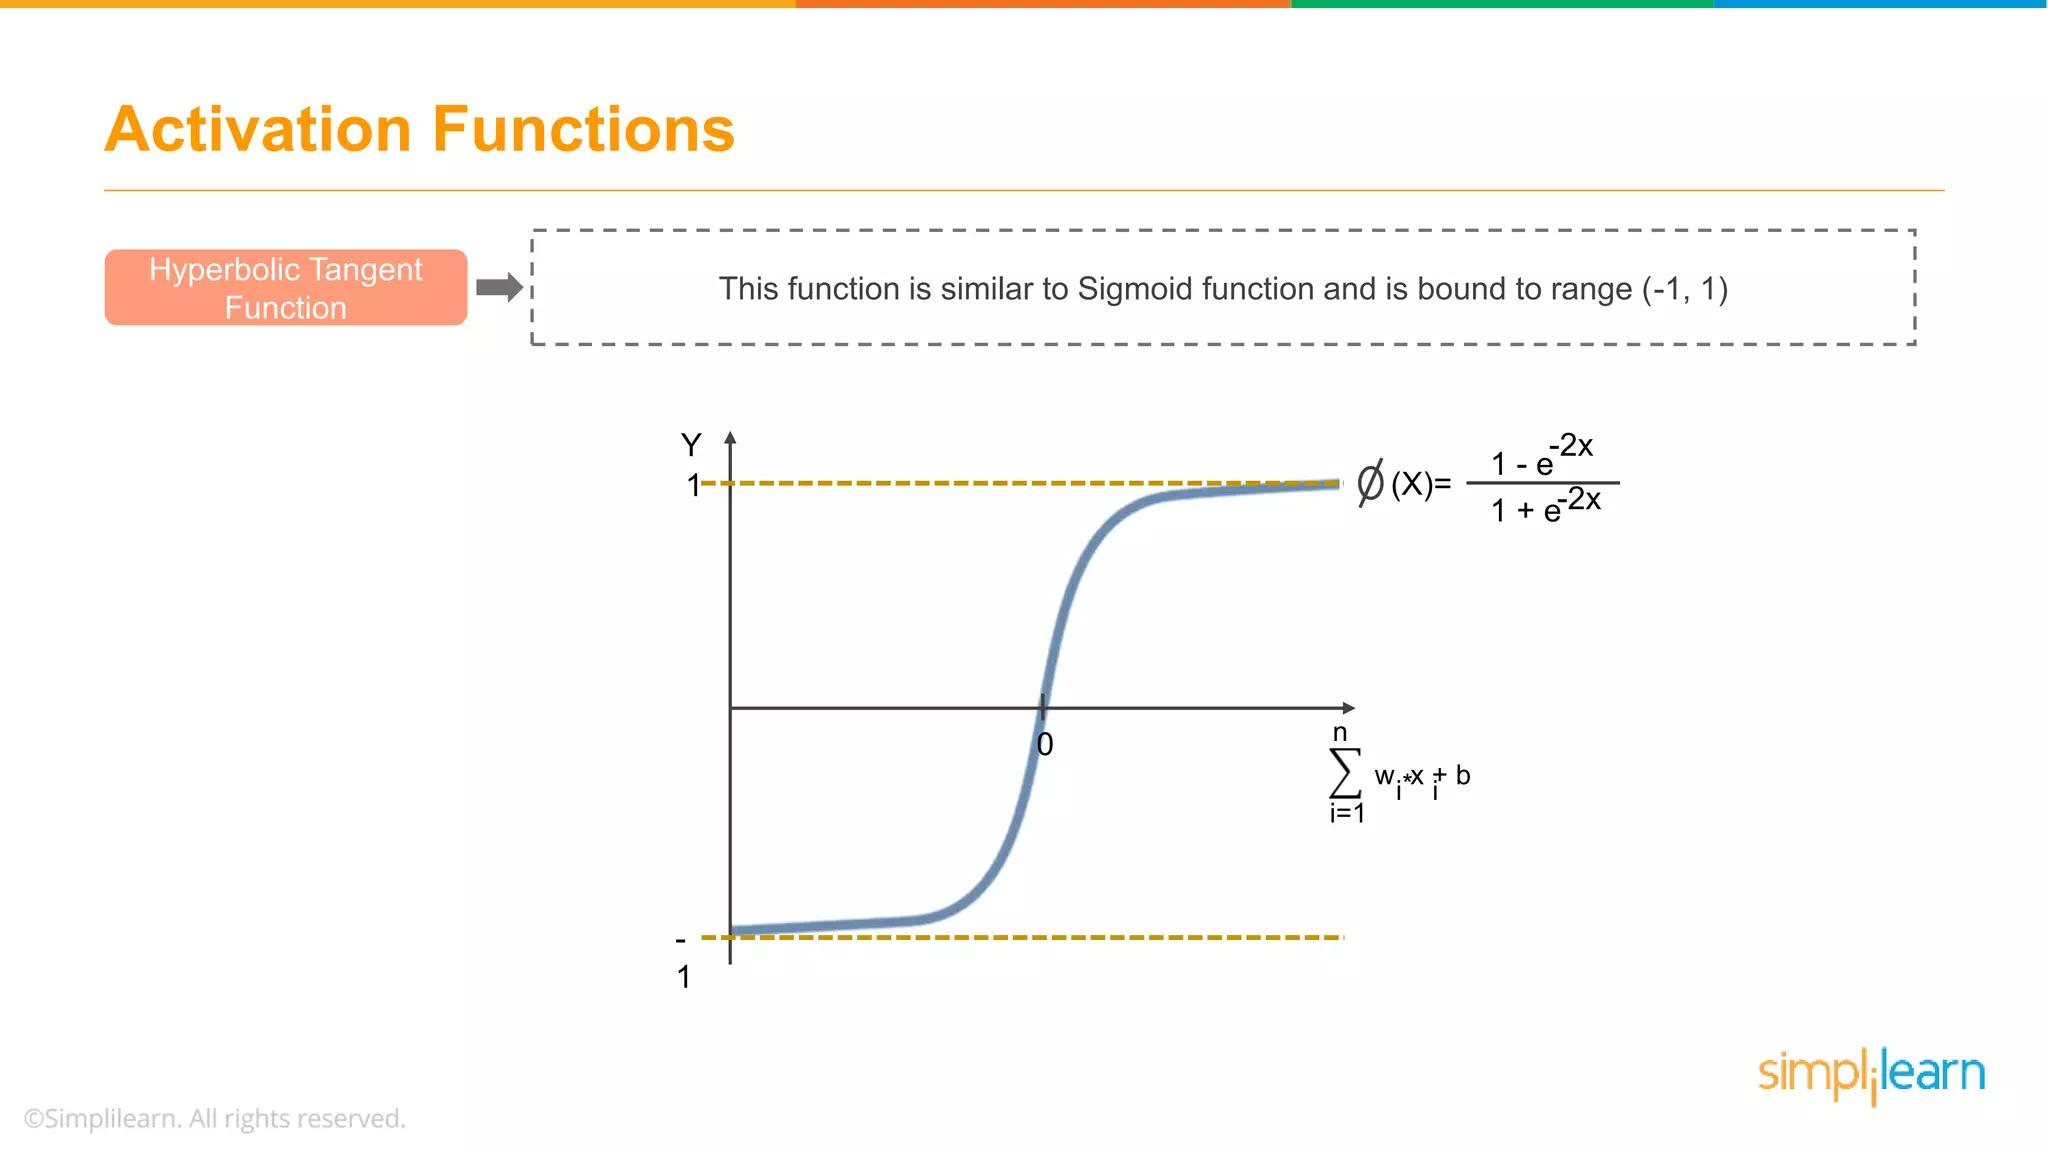 Activation Functions
Hyperbolic Tangent
Function
This function is similar to Sigmoid function and is bound to range (-1, 1)
Y
1
∅(X)=
1 - e-2x
1 + e-2x
0
n
∑ wi*xi + b
i=1
-
1
simplilearn
©Simplilearn. All rights reserved.